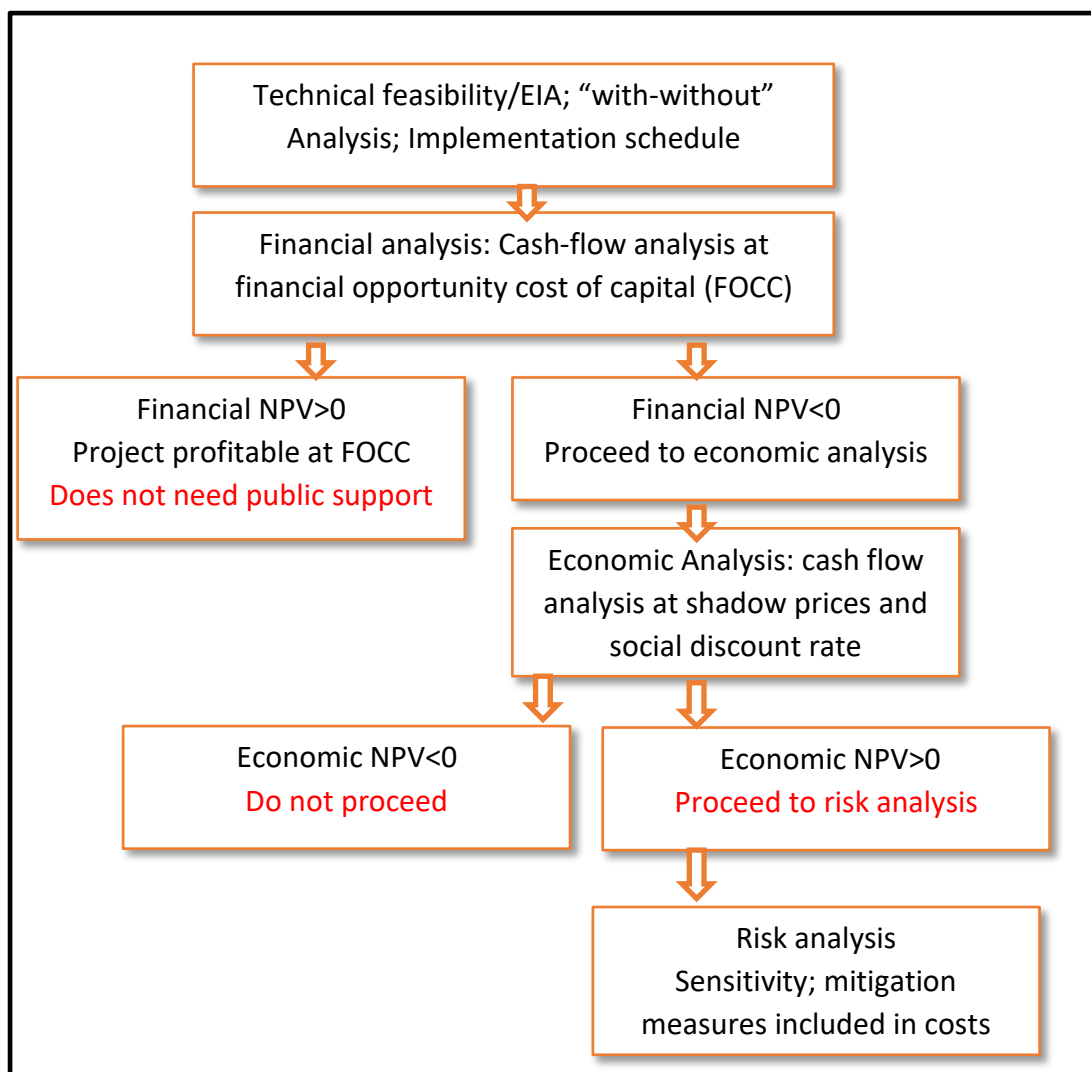 Technical feasibility/EIA; “with-without”
Analysis; Implementation schedule
Financial analysis: Cash-flow analysis at
financial opportunity cost of capital (FOCC)
Financial NPV>0
Project profitable at FOCC
Does not need public support
Financial NPV<0
Proceed to economic analysis
Economic Analysis: cash flow
analysis at shadow prices and
social discount rate
Economic NPV<0
Do not proceed
Economic NPV>0
Proceed to risk analysis
Risk analysis
Sensitivity; mitigation
measures included in costs